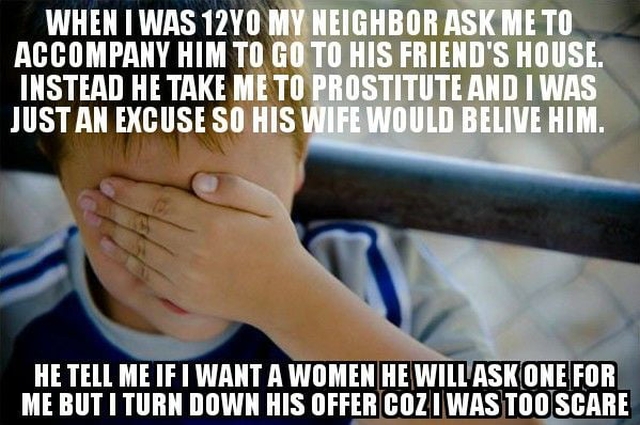 WHEN I WAS 12YO MY NEIGHBOR ASK ME TO
ACCOMPANY HIM TO GO TO HIS FRIEND'S HOUSE.
INSTEAD HE TAKE ME TO PROSTITUTE AND I WAS
JUST AN EXCUSE SO HIS WIFE WOULD BELIVE HIM.
HE TELL ME IF I WANT A WOMEN HE WILL ASK ONE FOR
ME BUT I TURN DOWN HIS OFFER COZ I WAS TOO SCARE